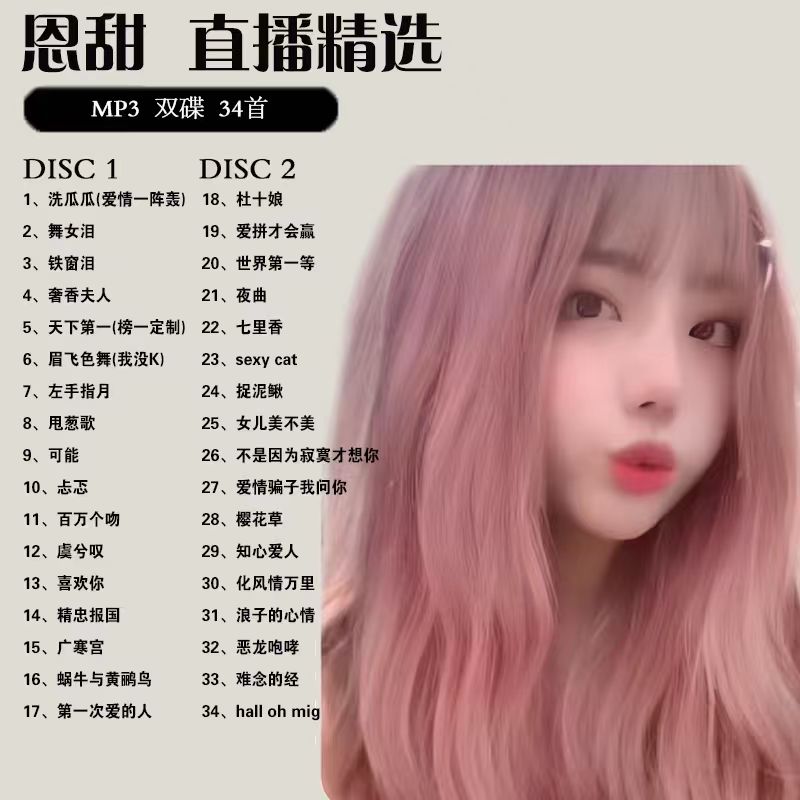 恩甜 直播精选
MP3 双碟 34首
DISC 1
1、洗瓜瓜(爱情一阵轰)
2、舞女泪
3、铁窗泪
4、奢香夫人
5、天下第一(榜一定制)
6、眉飞色舞(我没K)
7、左手指月
8、甩葱歌
9、可能
10、忐忑
11、百万个吻
12、虞兮叹
13、喜欢你
14、精忠报国
15、广寒宫
16、蜗牛与黄鹂鸟
17、第一次爱的人
DISC 2
18、杜十娘
19、爱拼才会赢
20、世界第一等
21、夜曲
22、七里香
23、sexy cat
24、捉泥鳅
25、女儿美不美
26、不是因为寂寞才想你
27、爱情骗子我问你
28、樱花草
29、知心爱人
30、化风情万里
31、浪子的心情
32、恶龙咆哮
33、难念的经
34、hall oh mig